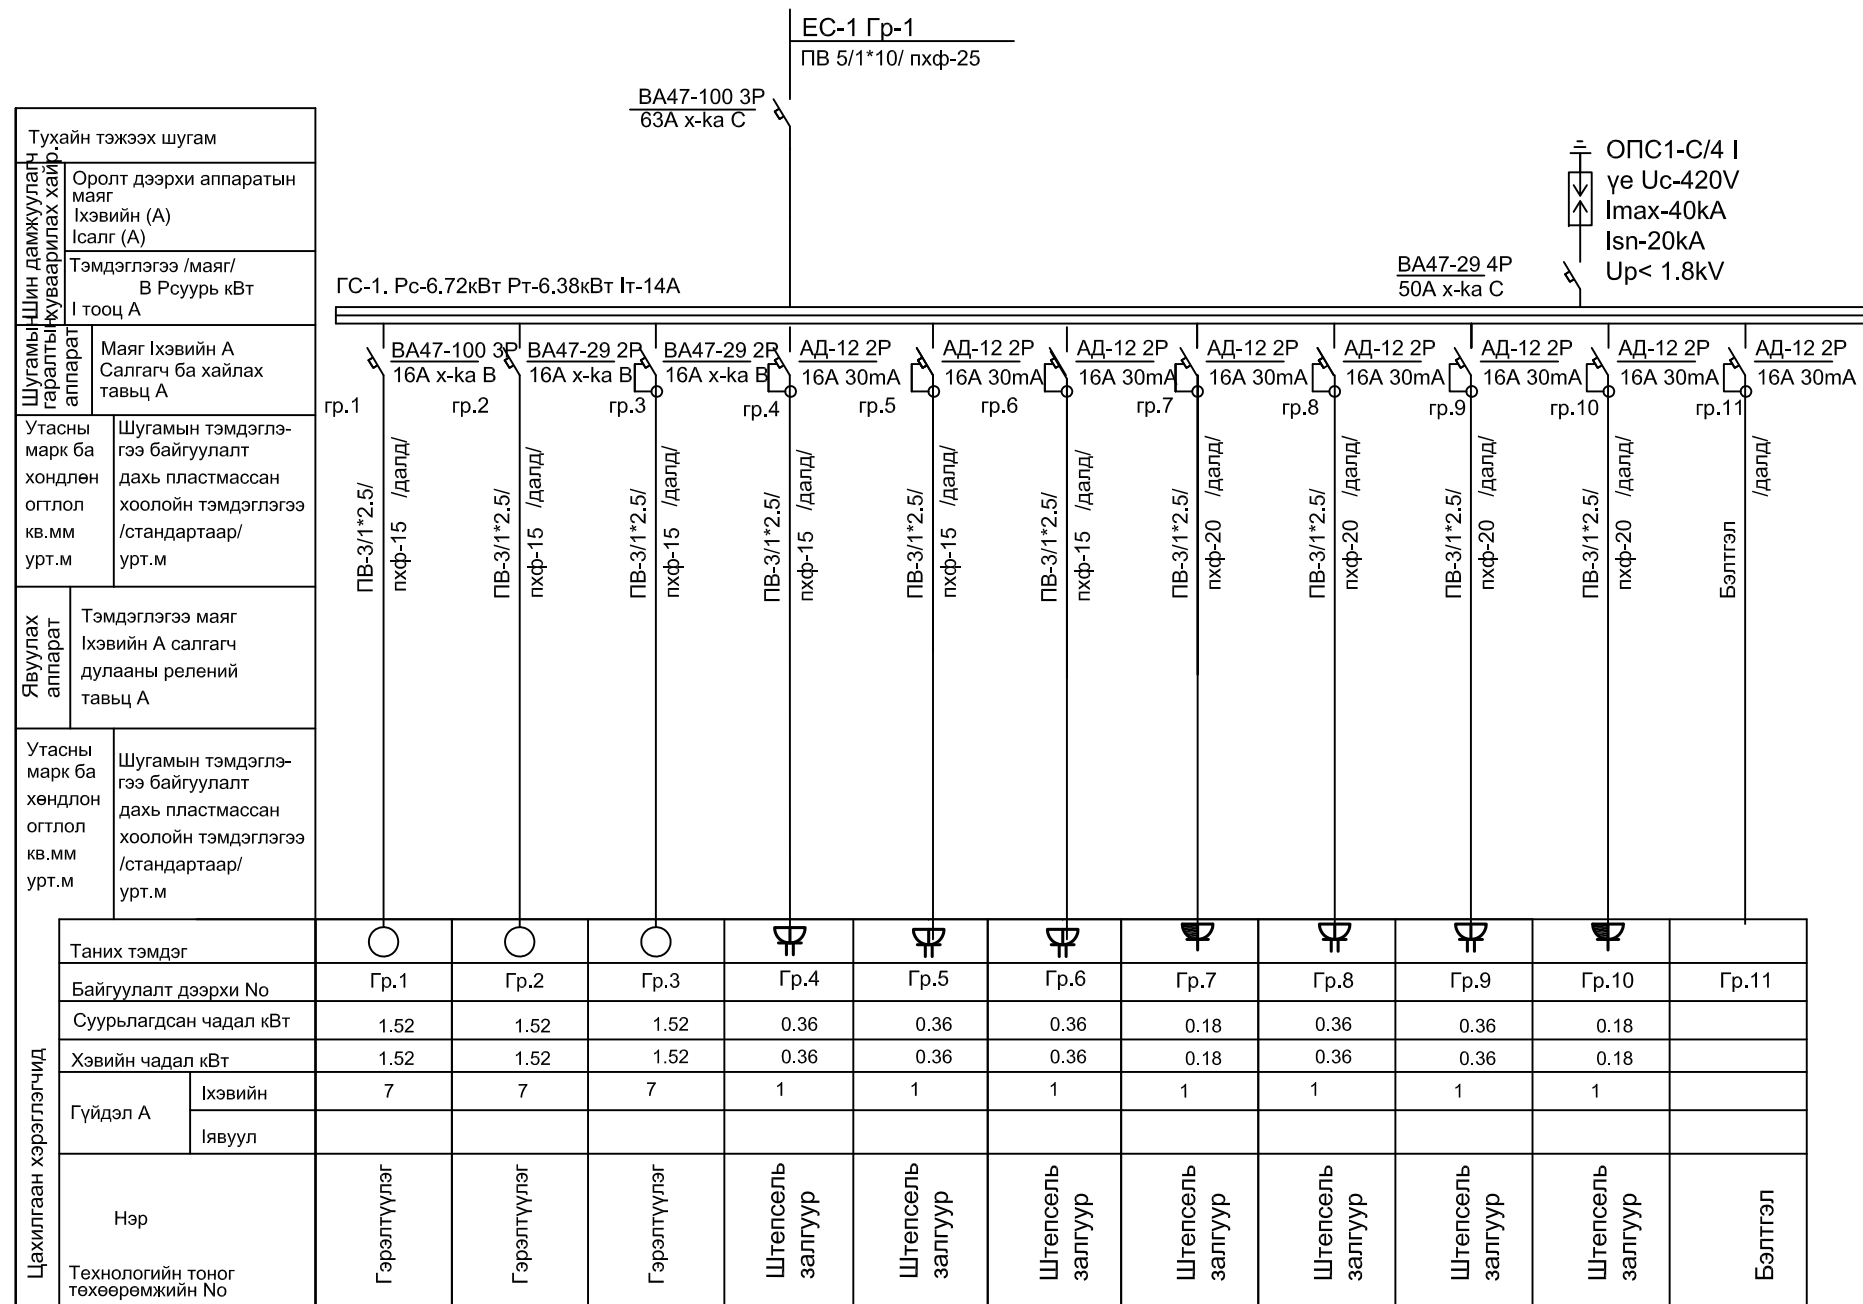 ЕС-1 Гр-1
ПВ 5/1*10/ пхф-25
ВА47-100 3Р
63А х-ka С
ОПС1-С/4 I
үе Uc-420V
Imax-40kA
Isn-20kA
Up< 1.8kV
ВА47-29 4Р
50А х-ka С
ГС-1. Рс-6.72кВт Рт-6.38кВт Iт-14А
Тухайн тэжээх шугам
Шин дамжуулагч
хуваарилах хайр.
Оролт дээрхи аппаратын
маяг
Iхэвийн (А)
Iсалг (А)
Тэмдэглэгээ /маяг/
В Рсуурь кВт
I тооц А
Шугамын
гаралтын
аппарат
Маяг Iхэвийн А
Салгагч ба хайлах
тавьц А
ВА47-100 3Р
16А х-ka В
гр.1
ВА47-29 2Р
16А х-ka В
гр.2
ВА47-29 2Р
16А х-ka В
гр.3
АД-12 2Р
16А 30mA
гр.4
АД-12 2Р
16А 30mA
гр.5
АД-12 2Р
16А 30mA
гр.6
АД-12 2Р
16А 30mA
гр.7
АД-12 2Р
16А 30mA
гр.8
АД-12 2Р
16А 30mA
гр.9
АД-12 2Р
16А 30mA
гр.10
АД-12 2Р
16А 30mA
гр.11
Утасны
марк ба
хондлөн
огтлол
кв.мм
урт.м
Шугамын тэмдэглэ-
гээ байгуулалт
дахь пластмассан
хоолойн тэмдэглэгээ
/стандартаар/
урт.м
ПВ-3/1*2.5/
пхф-15 /далд/
ПВ-3/1*2.5/
пхф-15 /далд/
ПВ-3/1*2.5/
пхф-15 /далд/
ПВ-3/1*2.5/
пхф-15 /далд/
ПВ-3/1*2.5/
пхф-15 /далд/
ПВ-3/1*2.5/
пхф-15 /далд/
ПВ-3/1*2.5/
пхф-20 /далд/
ПВ-3/1*2.5/
пхф-20 /далд/
ПВ-3/1*2.5/
пхф-20 /далд/
ПВ-3/1*2.5/
пхф-20 /далд/
Бэлтгэл
/далд/
Явуулах
аппарат
Тэмдэглэгээ маяг
Iхэвийн А салгагч
дулааны релений
тавьц А
Утасны
марк ба
хөндлон
огтлол
кв.мм
урт.м
Шугамын тэмдэглэ-
гээ байгуулалт
дахь пластмассан
хоолойн тэмдэглэгээ
/стандартаар/
урт.м
Цахилгаан хэрэглэгчид
Таних тэмдэг
Байгуулалт дээрхи No Гр.1 Гр.2 Гр.3 Гр.4 Гр.5 Гр.6 Гр.7 Гр.8 Гр.9 Гр.10 Гр.11
Суурьлагдсан чадал кВт 1.52 1.52 1.52 0.36 0.36 0.36 0.18 0.36 0.36 0.18
Хэвийн чадал кВт 1.52 1.52 1.52 0.36 0.36 0.36 0.18 0.36 0.36 0.18
Гүйдэл А
Iхэвийн 7 7 7 1 1 1 1 1 1 1
Iявуул
Нэр
Технологийн тоног
төхөөрөмжийн No
Гэрэлтүүлэг
Гэрэлтүүлэг
Гэрэлтүүлэг
Штепсель
залгуур
Штепсель
залгуур
Штепсель
залгуур
Штепсель
залгуур
Штепсель
залгуур
Штепсель
залгуур
Штепсель
залгуур
Бэлтгэл